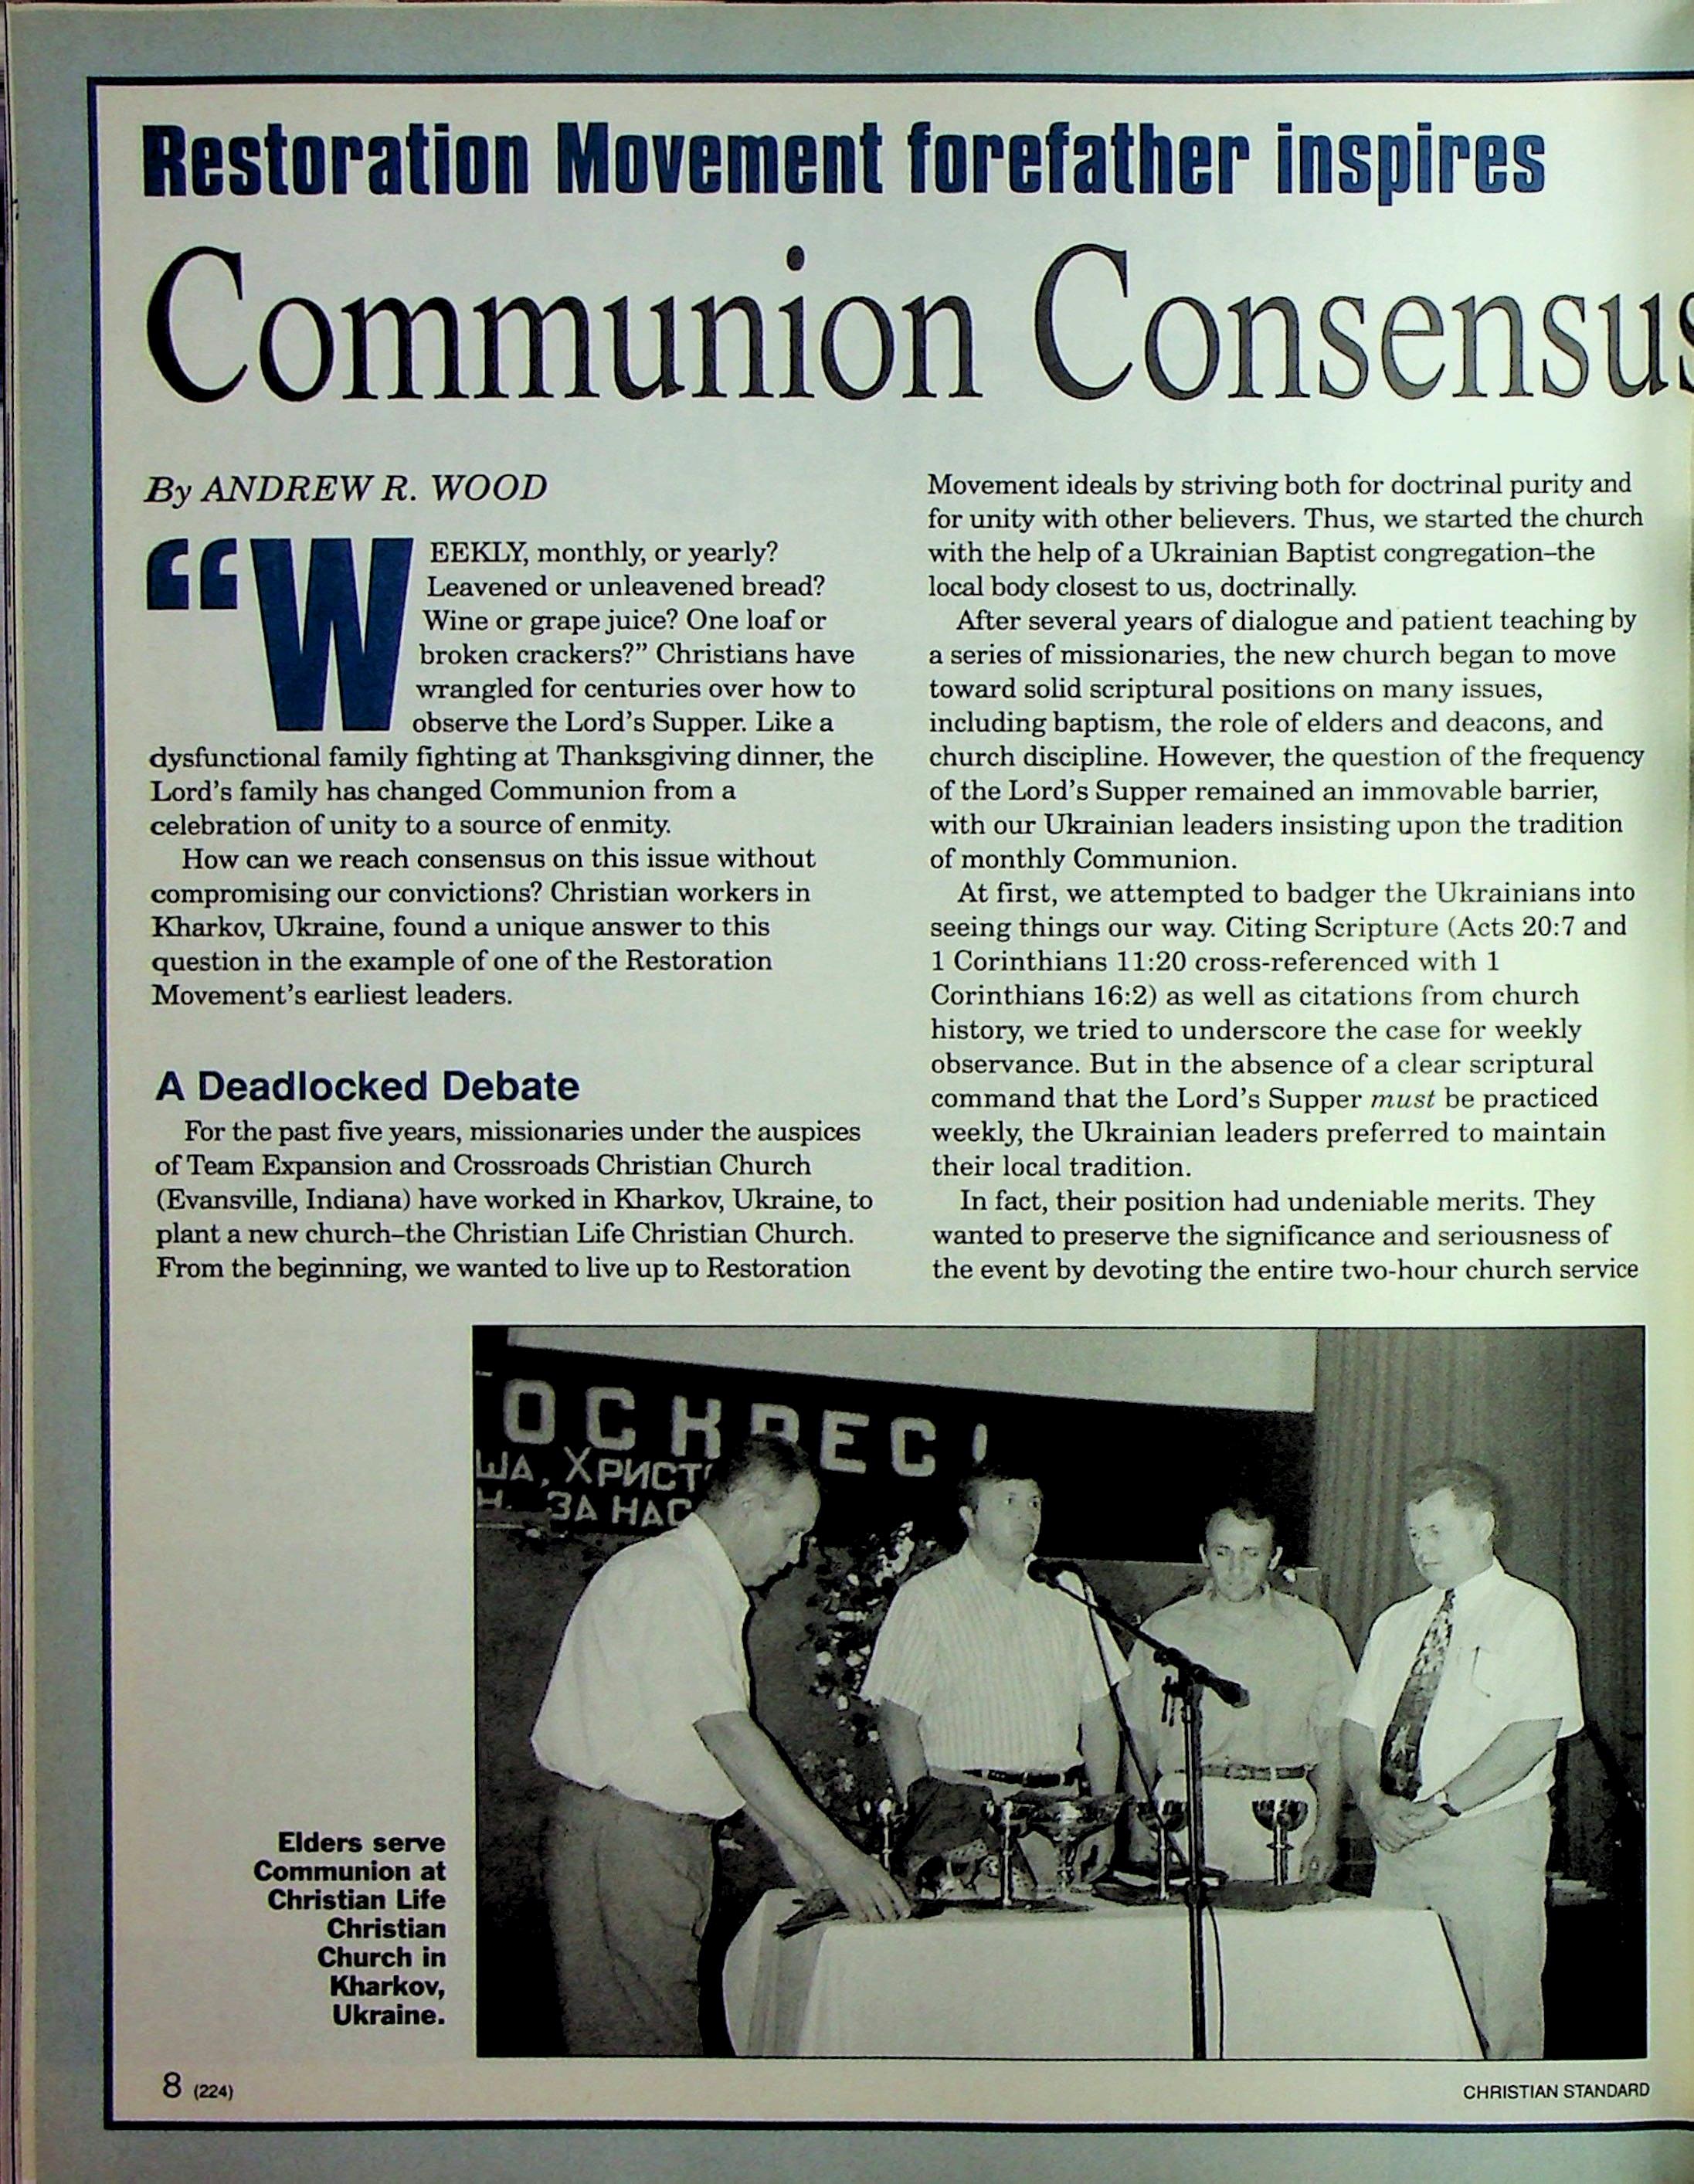 Restoration Movement forefather inspires
Communion Consensus
By ANDREW R. WOOD
“WEEKLY, monthly, or yearly?
Leavened or unleavened bread?
Wine or grape juice? One loaf or
broken crackers?” Christians have
wrangled for centuries over how to
observe the Lord’s Supper. Like a
dysfunctional family fighting at Thanksgiving dinner, the
Lord’s family has changed Communion from a
celebration of unity to a source of enmity.
How can we reach consensus on this issue without
compromising our convictions? Christian workers in
Kharkov, Ukraine, found a unique answer to this
question in the example of one of the Restoration
Movement’s earliest leaders.
A Deadlocked Debate
For the past five years, missionaries under the auspices
of Team Expansion and Crossroads Christian Church
(Evansville, Indiana) have worked in Kharkov, Ukraine, to
plant a new church–the Christian Life Christian Church.
From the beginning, we wanted to live up to Restoration
Movement ideals by striving both for doctrinal purity and
for unity with other believers. Thus, we started the church
with the help of a Ukrainian Baptist congregation–the
local body closest to us, doctrinally.
After several years of dialogue and patient teaching by
a series of missionaries, the new church began to move
toward solid scriptural positions on many issues,
including baptism, the role of elders and deacons, and
church discipline. However, the question of the frequency
of the Lord’s Supper remained an immovable barrier,
with our Ukrainian leaders insisting upon the tradition
of monthly Communion.
At first, we attempted to badger the Ukrainians into
seeing things our way. Citing Scripture (Acts 20:7 and
1 Corinthians 11:20 cross-referenced with 1
Corinthians 16:2) as well as citations from church
history, we tried to underscore the case for weekly
observance. But in the absence of a clear scriptural
command that the Lord’s Supper must be practiced
weekly, the Ukrainian leaders preferred to maintain
their local tradition.
In fact, their position had undeniable merits. They
wanted to preserve the significance and seriousness of
the event by devoting the entire two-hour church service
ОСКРЕС!
ША, ХРИСТ
Н. ЗА НАС
Elders serve
Communion at
Christian Life
Christian
Church in
Kharkov,
Ukraine.
8 (224)
CHRISTIAN STANDARD